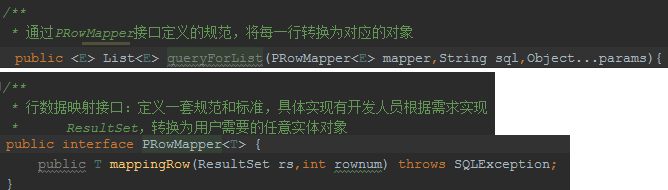 /**
* 通过PRowMapper接口定义的规范，将每一行转换为对应的对象
public <E> List<E> queryForList(PRowMapper<E> mapper,String sql,Object...params){
/**
* 行数据映射接口：定义一套规范和标准，具体实现有开发人员根据需求实现
* ResultSet，转换为用户需要的任意实体对象
public interface PRowMapper<T> {
public T mappingRow(ResultSet rs,int rownum) throws SQLException;
}